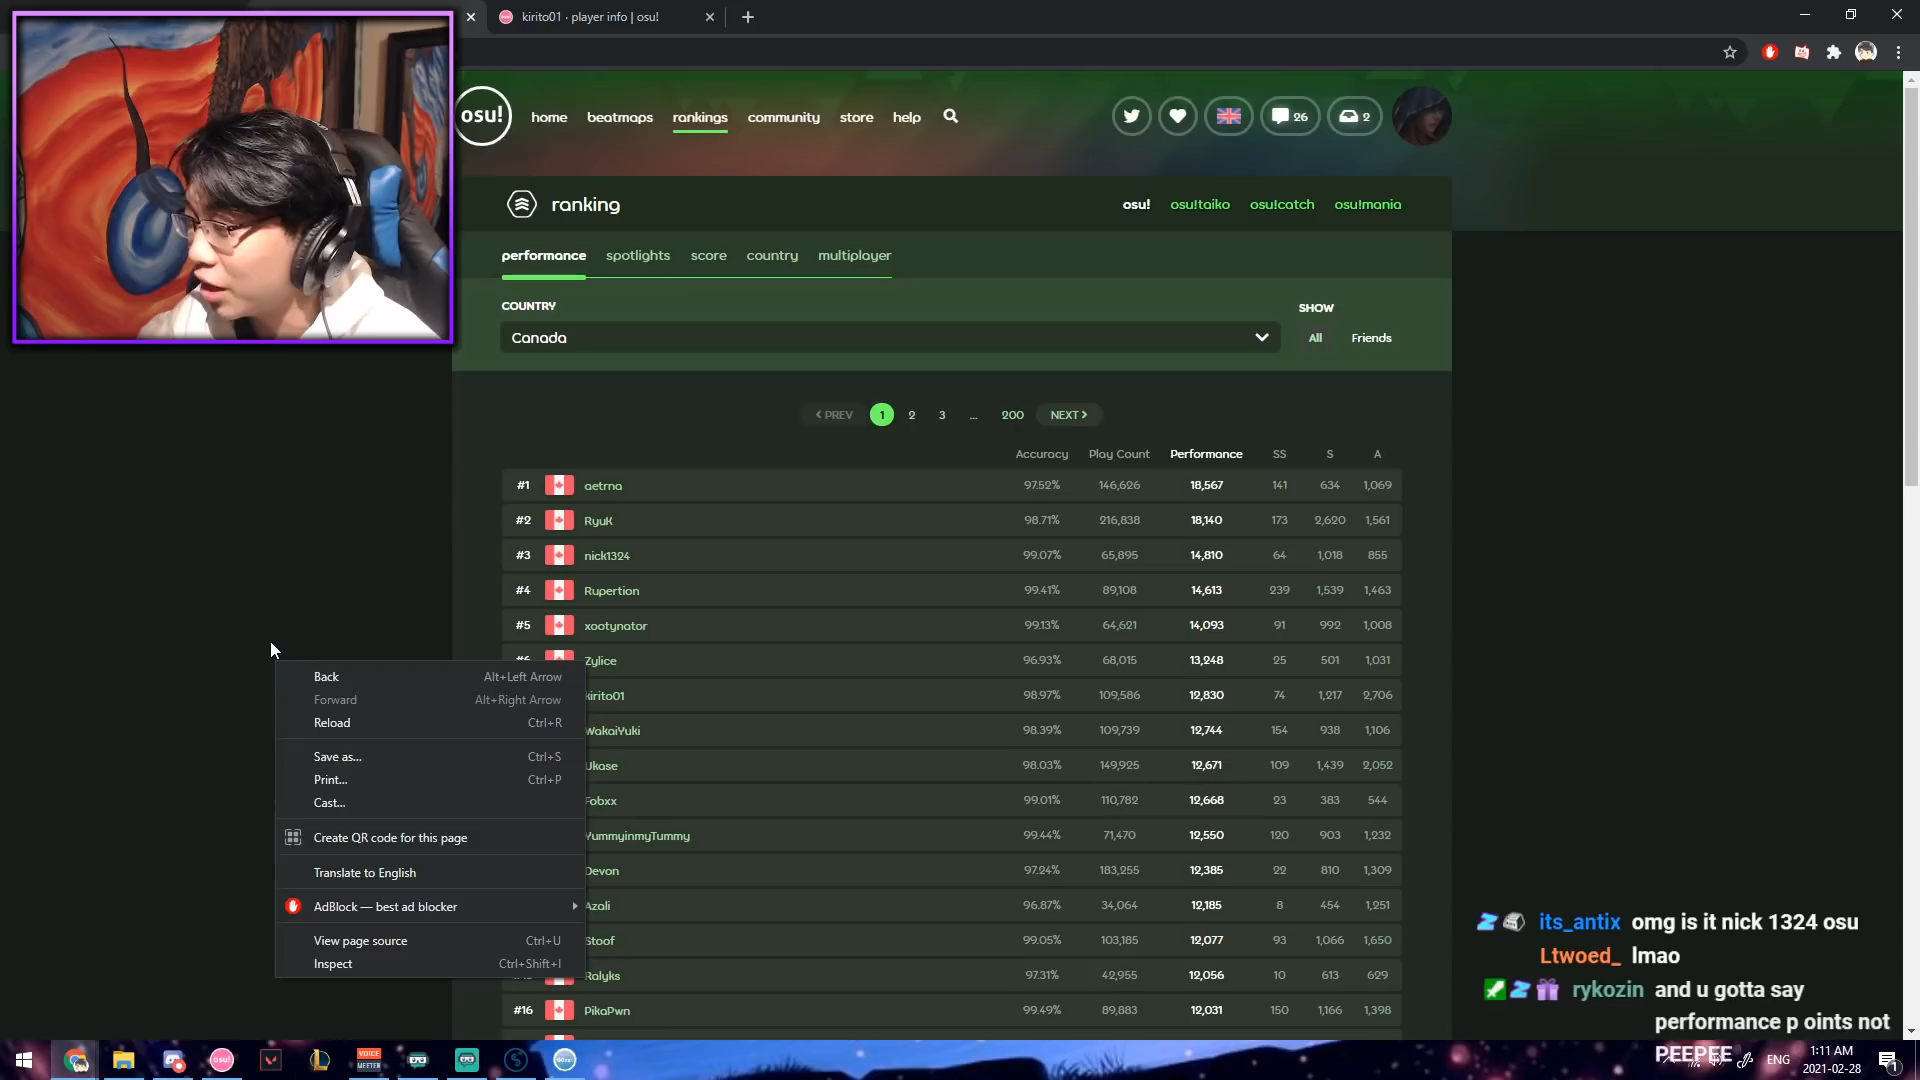 kirito01 · player info | osu!
osu!
home
beatmaps
rankings
community
store
help
26
2
ranking
osu!
osu!taiko
osu!catch
osu!mania
performance
spotlights
score
country
multiplayer
COUNTRY
SHOW
Canada
All
Friends
PREV
1
2
3
...
200
NEXT
Accuracy Play Count Performance SS S A
#1 aetrna 97.52% 146,626 18,567 141 634 1,069
#2 RyuK 98.71% 216,838 18,140 173 2,620 1,561
#3 nick1324 99.07% 65,895 14,810 64 1,018 855
#4 Rupertion 99.41% 89,108 14,613 239 1,539 1,463
#5 xootynator 99.13% 64,621 14,093 91 992 1,008
#6 Zylice 96.93% 68,015 13,248 25 501 1,031
kirito01 98.97% 109,586 12,830 74 1,217 2,706
WakaiYuki 98.39% 109,739 12,744 154 938 1,106
Ukase 98.03% 149,925 12,671 109 1,439 2,052
Fobxx 99.01% 110,782 12,668 23 383 544
YummyinmyTummy 99.44% 71,470 12,550 120 903 1,232
Devon 97.24% 183,255 12,385 22 810 1,309
Azali 96.87% 34,064 12,185 8 454 1,251
Stoof 99.05% 103,185 12,077 93 1,066 1,650
Ralyks 97.31% 42,955 12,056 10 613 629
#16 PikaPwn 99.49% 89,883 12,031 150 1,166 1,398
Back Alt+Left Arrow
Forward Alt+Right Arrow
Reload Ctrl+R
Save as... Ctrl+S
Print... Ctrl+P
Cast...
Create QR code for this page
Translate to English
AdBlock — best ad blocker
View page source Ctrl+U
Inspect Ctrl+Shift+I
its_antix omg is it nick 1324 osu
Ltwoed_ lmao
rykozin and u gotta say
performance p oints not
PEEPEE
osu!
VOICE
MEETER
ENG
1:11 AM
2021-02-28
1